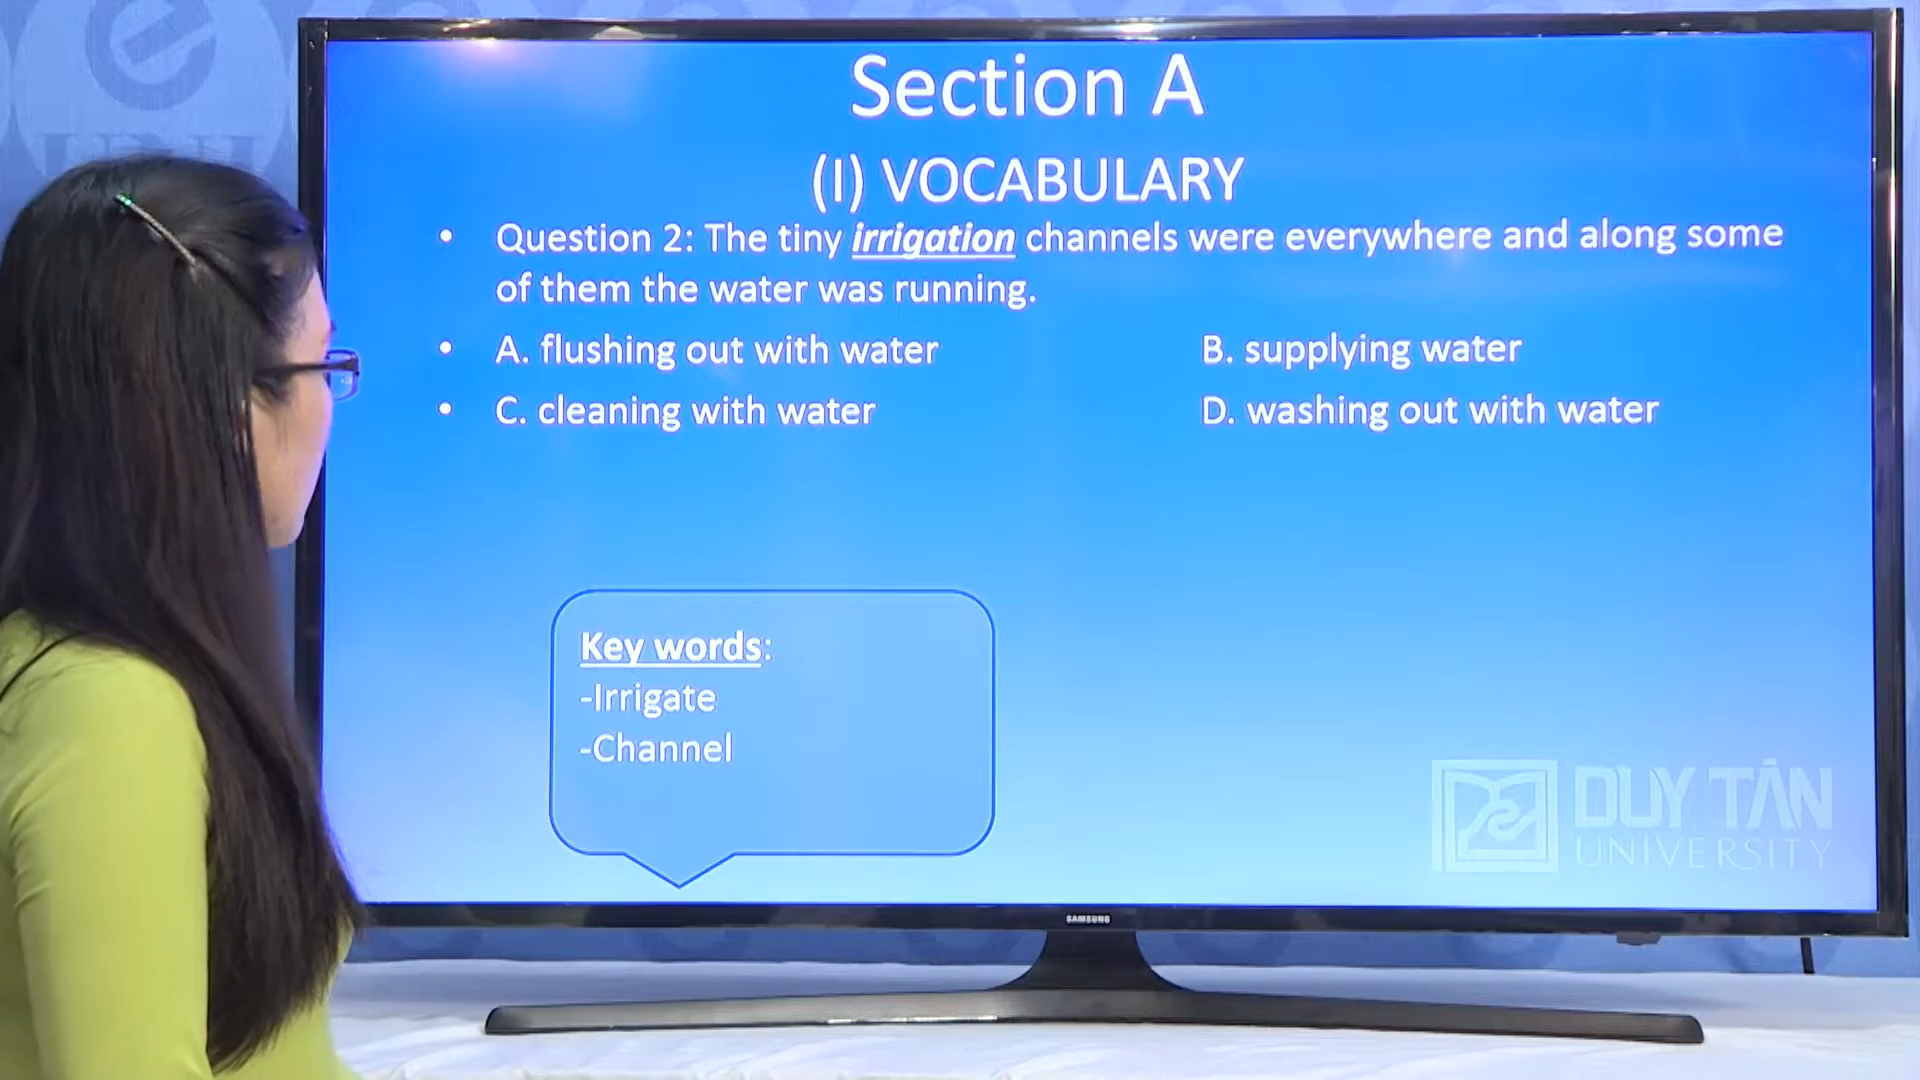 Section A
(I) VOCABULARY
• Question 2: The tiny irrigation channels were everywhere and along some
of them the water was running.
• A. flushing out with water B. supplying water
• C. cleaning with water D. washing out with water
Key words:
-Irrigate
-Channel
DUY TÂN
UNIVERSITY
SAMSUNG